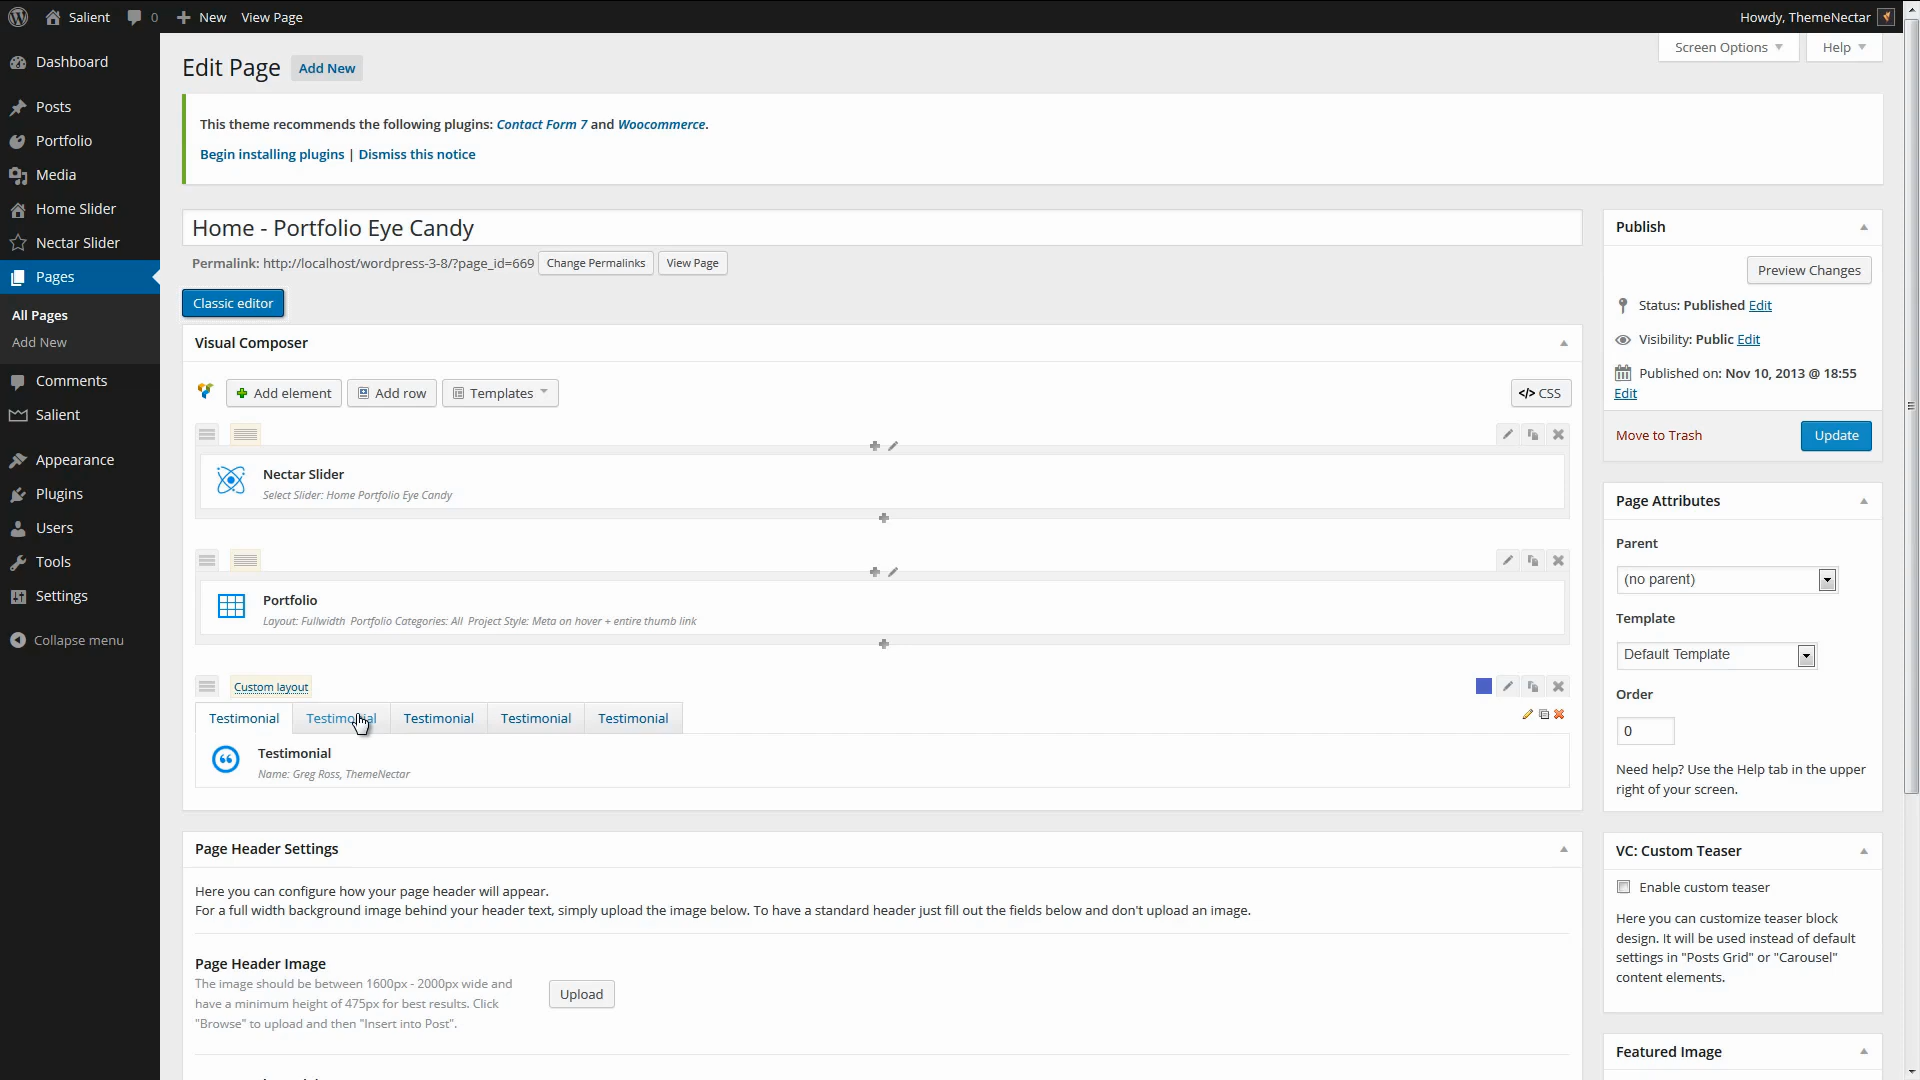 Salient
0
New
View Page
Howdy, ThemeNectar
Screen Options
Help
Dashboard
Posts
Portfolio
Media
Home Slider
Nectar Slider
Pages
All Pages
Add New
Comments
Salient
Appearance
Plugins
Users
Tools
Settings
Collapse menu
Edit Page
Add New
This theme recommends the following plugins: Contact Form 7 and Woocommerce.
Begin installing plugins | Dismiss this notice
Home - Portfolio Eye Candy
Permalink: http://localhost/wordpress-3-8/?page_id=669 Change Permalinks View Page
Classic editor
Visual Composer
Add element
Add row
Templates
</> CSS
Nectar Slider
Select Slider: Home Portfolio Eye Candy
Portfolio
Layout: Fullwidth Portfolio Categories: All Project Style: Meta on hover + entire thumb link
Custom layout
Testimonial
Testimonial
Testimonial
Testimonial
Testimonial
Testimonial
Name: Greg Ross, ThemeNectar
Page Header Settings
Here you can configure how your page header will appear.
For a full width background image behind your header text, simply upload the image below. To have a standard header just fill out the fields below and don't upload an image.
Page Header Image
The image should be between 1600px - 2000px wide and
have a minimum height of 475px for best results. Click
"Browse" to upload and then "Insert into Post".
Upload
Publish
Preview Changes
Status: Published Edit
Visibility: Public Edit
Published on: Nov 10, 2013 @ 18:55
Edit
Move to Trash
Update
Page Attributes
Parent
(no parent)
Template
Default Template
Order
0
Need help? Use the Help tab in the upper
right of your screen.
VC: Custom Teaser
Enable custom teaser
Here you can customize teaser block
design. It will be used instead of default
settings in "Posts Grid" or "Carousel"
content elements.
Featured Image